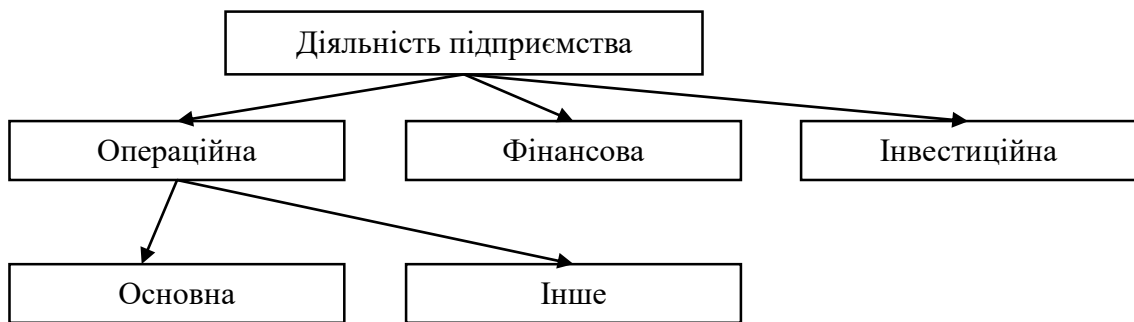 Діяльність підприємства
Операційна
Фінансова
Інвестиційна
Основна
Інше